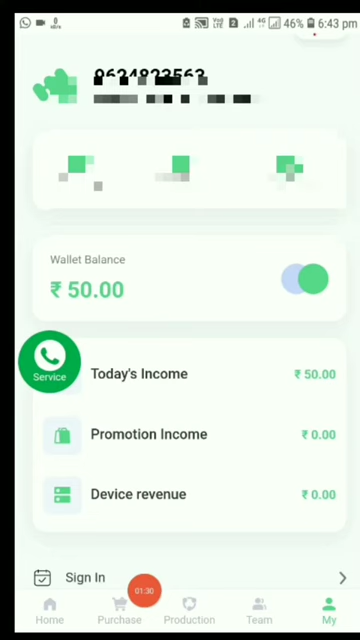 46% 6:43 pm
Wallet Balance
₹ 50.00
Service
Today's Income ₹ 50.00
Promotion Income ₹ 0.00
Device revenue ₹ 0.00
Sign In
01:30
Home Purchase Production Team My